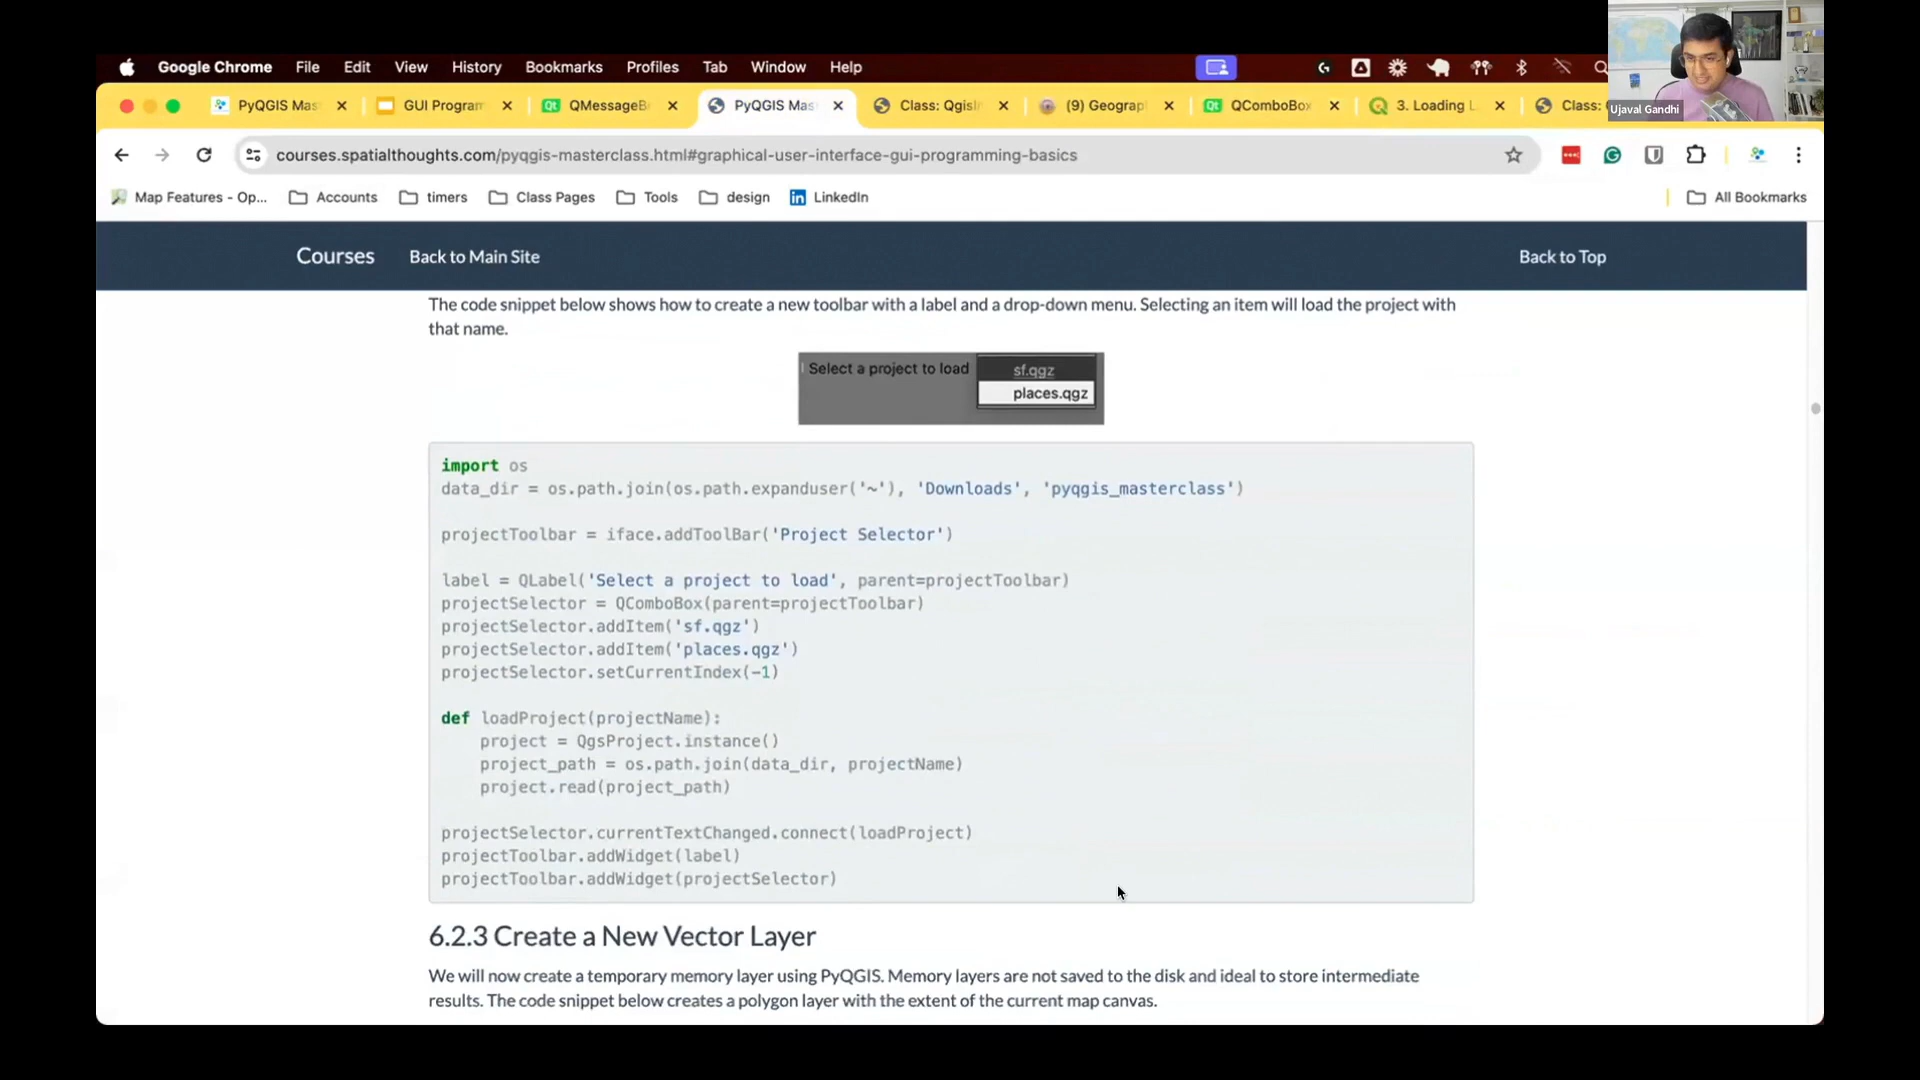 Google Chrome File Edit View History Bookmarks Profiles Tab Window Help
Ujaval Gandhi
PyQGIS Mas GUI Program QMessageB PyQGIS Mas Class: QgisIn (9) Geograp QComboBox 3. Loading L Class:
courses.spatialthoughts.com/pyqgis-masterclass.html#graphical-user-interface-gui-programming-basics
Map Features - Op... Accounts timers Class Pages Tools design LinkedIn All Bookmarks
Courses Back to Main Site Back to Top
The code snippet below shows how to create a new toolbar with a label and a drop-down menu. Selecting an item will load the project with
that name.
Select a project to load sf.qgz
places.qgz
import os
data_dir = os.path.join(os.path.expanduser('~'), 'Downloads', 'pyqgis_masterclass')
projectToolbar = iface.addToolBar('Project Selector')
label = QLabel('Select a project to load', parent=projectToolbar)
projectSelector = QComboBox(parent=projectToolbar)
projectSelector.addItem('sf.qgz')
projectSelector.addItem('places.qgz')
projectSelector.setCurrentIndex(-1)
def loadProject(projectName):
    project = QgsProject.instance()
    project_path = os.path.join(data_dir, projectName)
    project.read(project_path)
projectSelector.currentTextChanged.connect(loadProject)
projectToolbar.addWidget(label)
projectToolbar.addWidget(projectSelector)
6.2.3 Create a New Vector Layer
We will now create a temporary memory layer using PyQGIS. Memory layers are not saved to the disk and ideal to store intermediate
results. The code snippet below creates a polygon layer with the extent of the current map canvas.